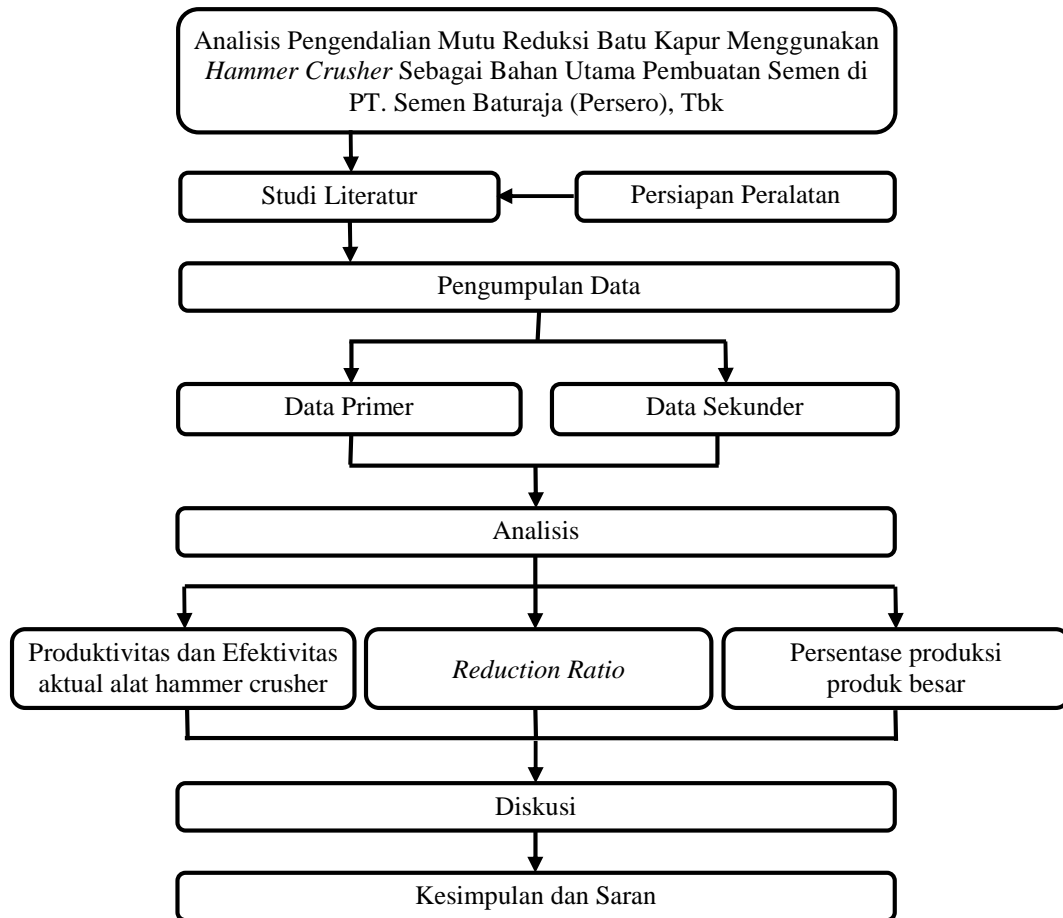 Analisis Pengendalian Mutu Reduksi Batu Kapur Menggunakan
Hammer Crusher Sebagai Bahan Utama Pembuatan Semen di
PT. Semen Baturaja (Persero), Tbk
Studi Literatur
Persiapan Peralatan
Pengumpulan Data
Data Primer
Data Sekunder
Analisis
Produktivitas dan Efektivitas
aktual alat hammer crusher
Reduction Ratio
Persentase produksi
produk besar
Diskusi
Kesimpulan dan Saran